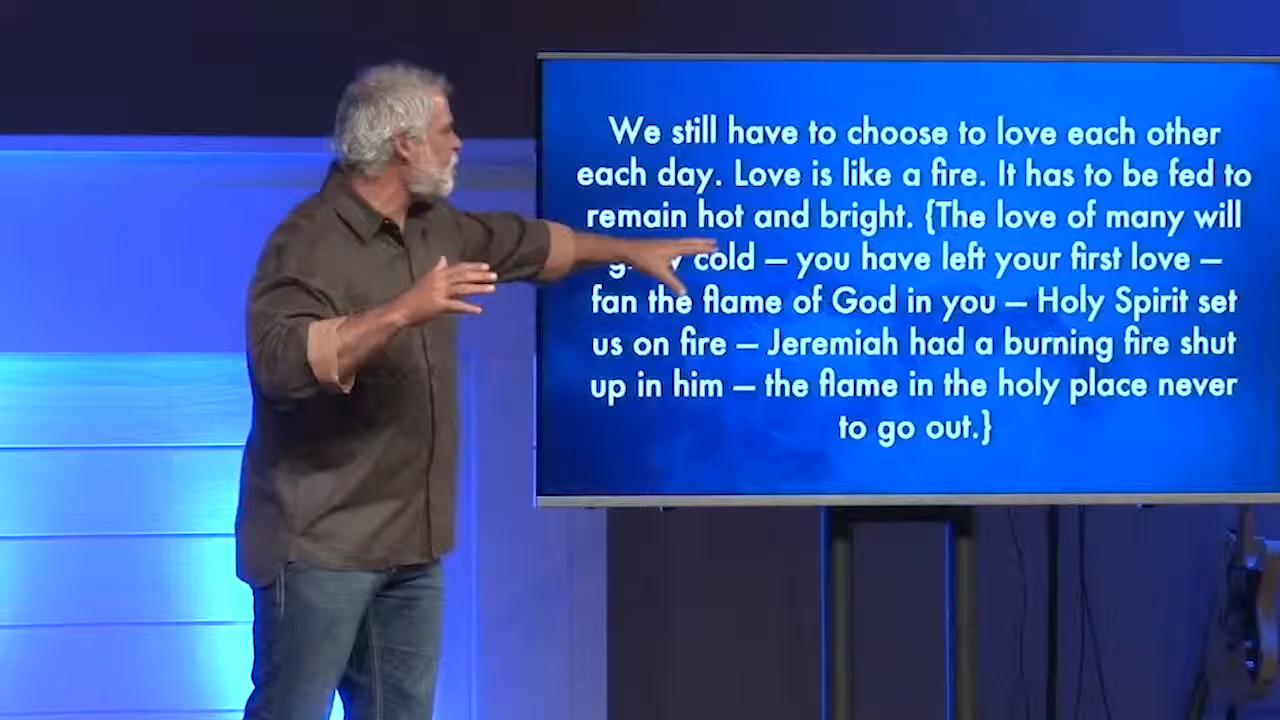 We still have to choose to love each other
each day. Love is like a fire. It has to be fed to
remain hot and bright. {The love of many will
cold – you have left your first love –
fan the flame of God in you – Holy Spirit set
us on fire – Jeremiah had a burning fire shut
up in him – the flame in the holy place never
to go out.}